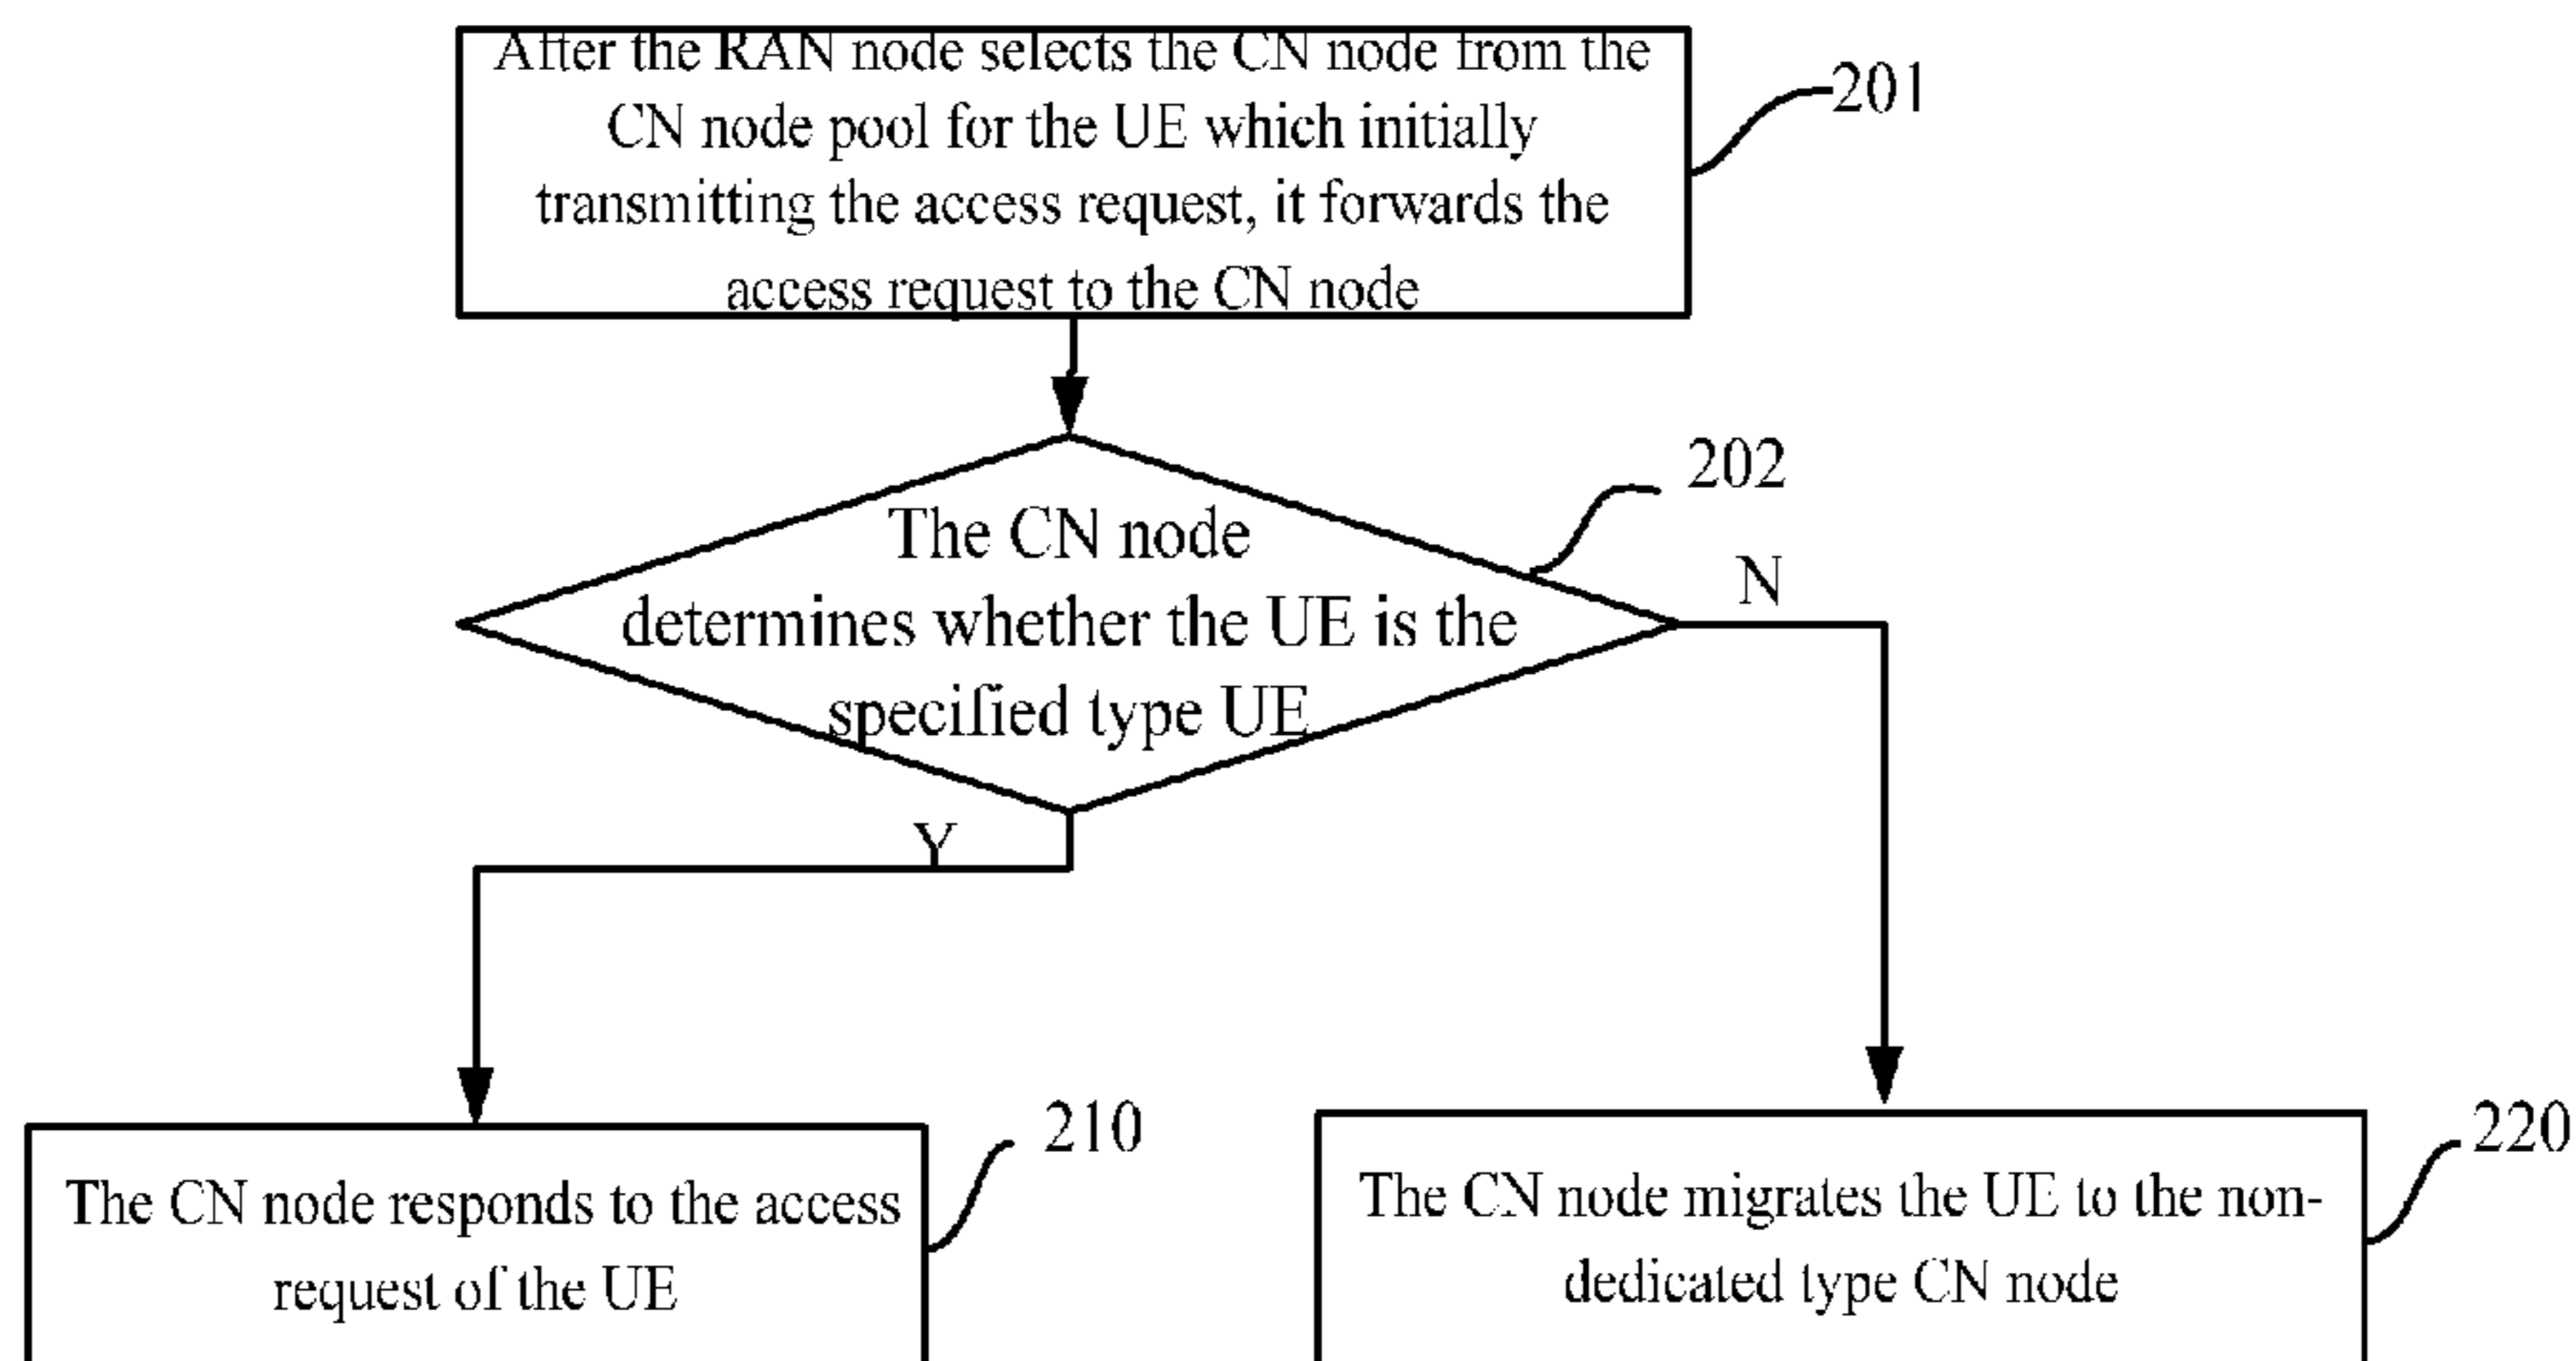 After the RAN node selects the CN node from the
CN node pool for the UE which initially
transmitting the access request, it forwards the
access request to the CN node
201
202
The CN node
determines whether the UE is the
specified type UE
N
Y
210
The CN node responds to the access
request of the UE
220
The CN node migrates the UE to the non-
dedicated type CN node